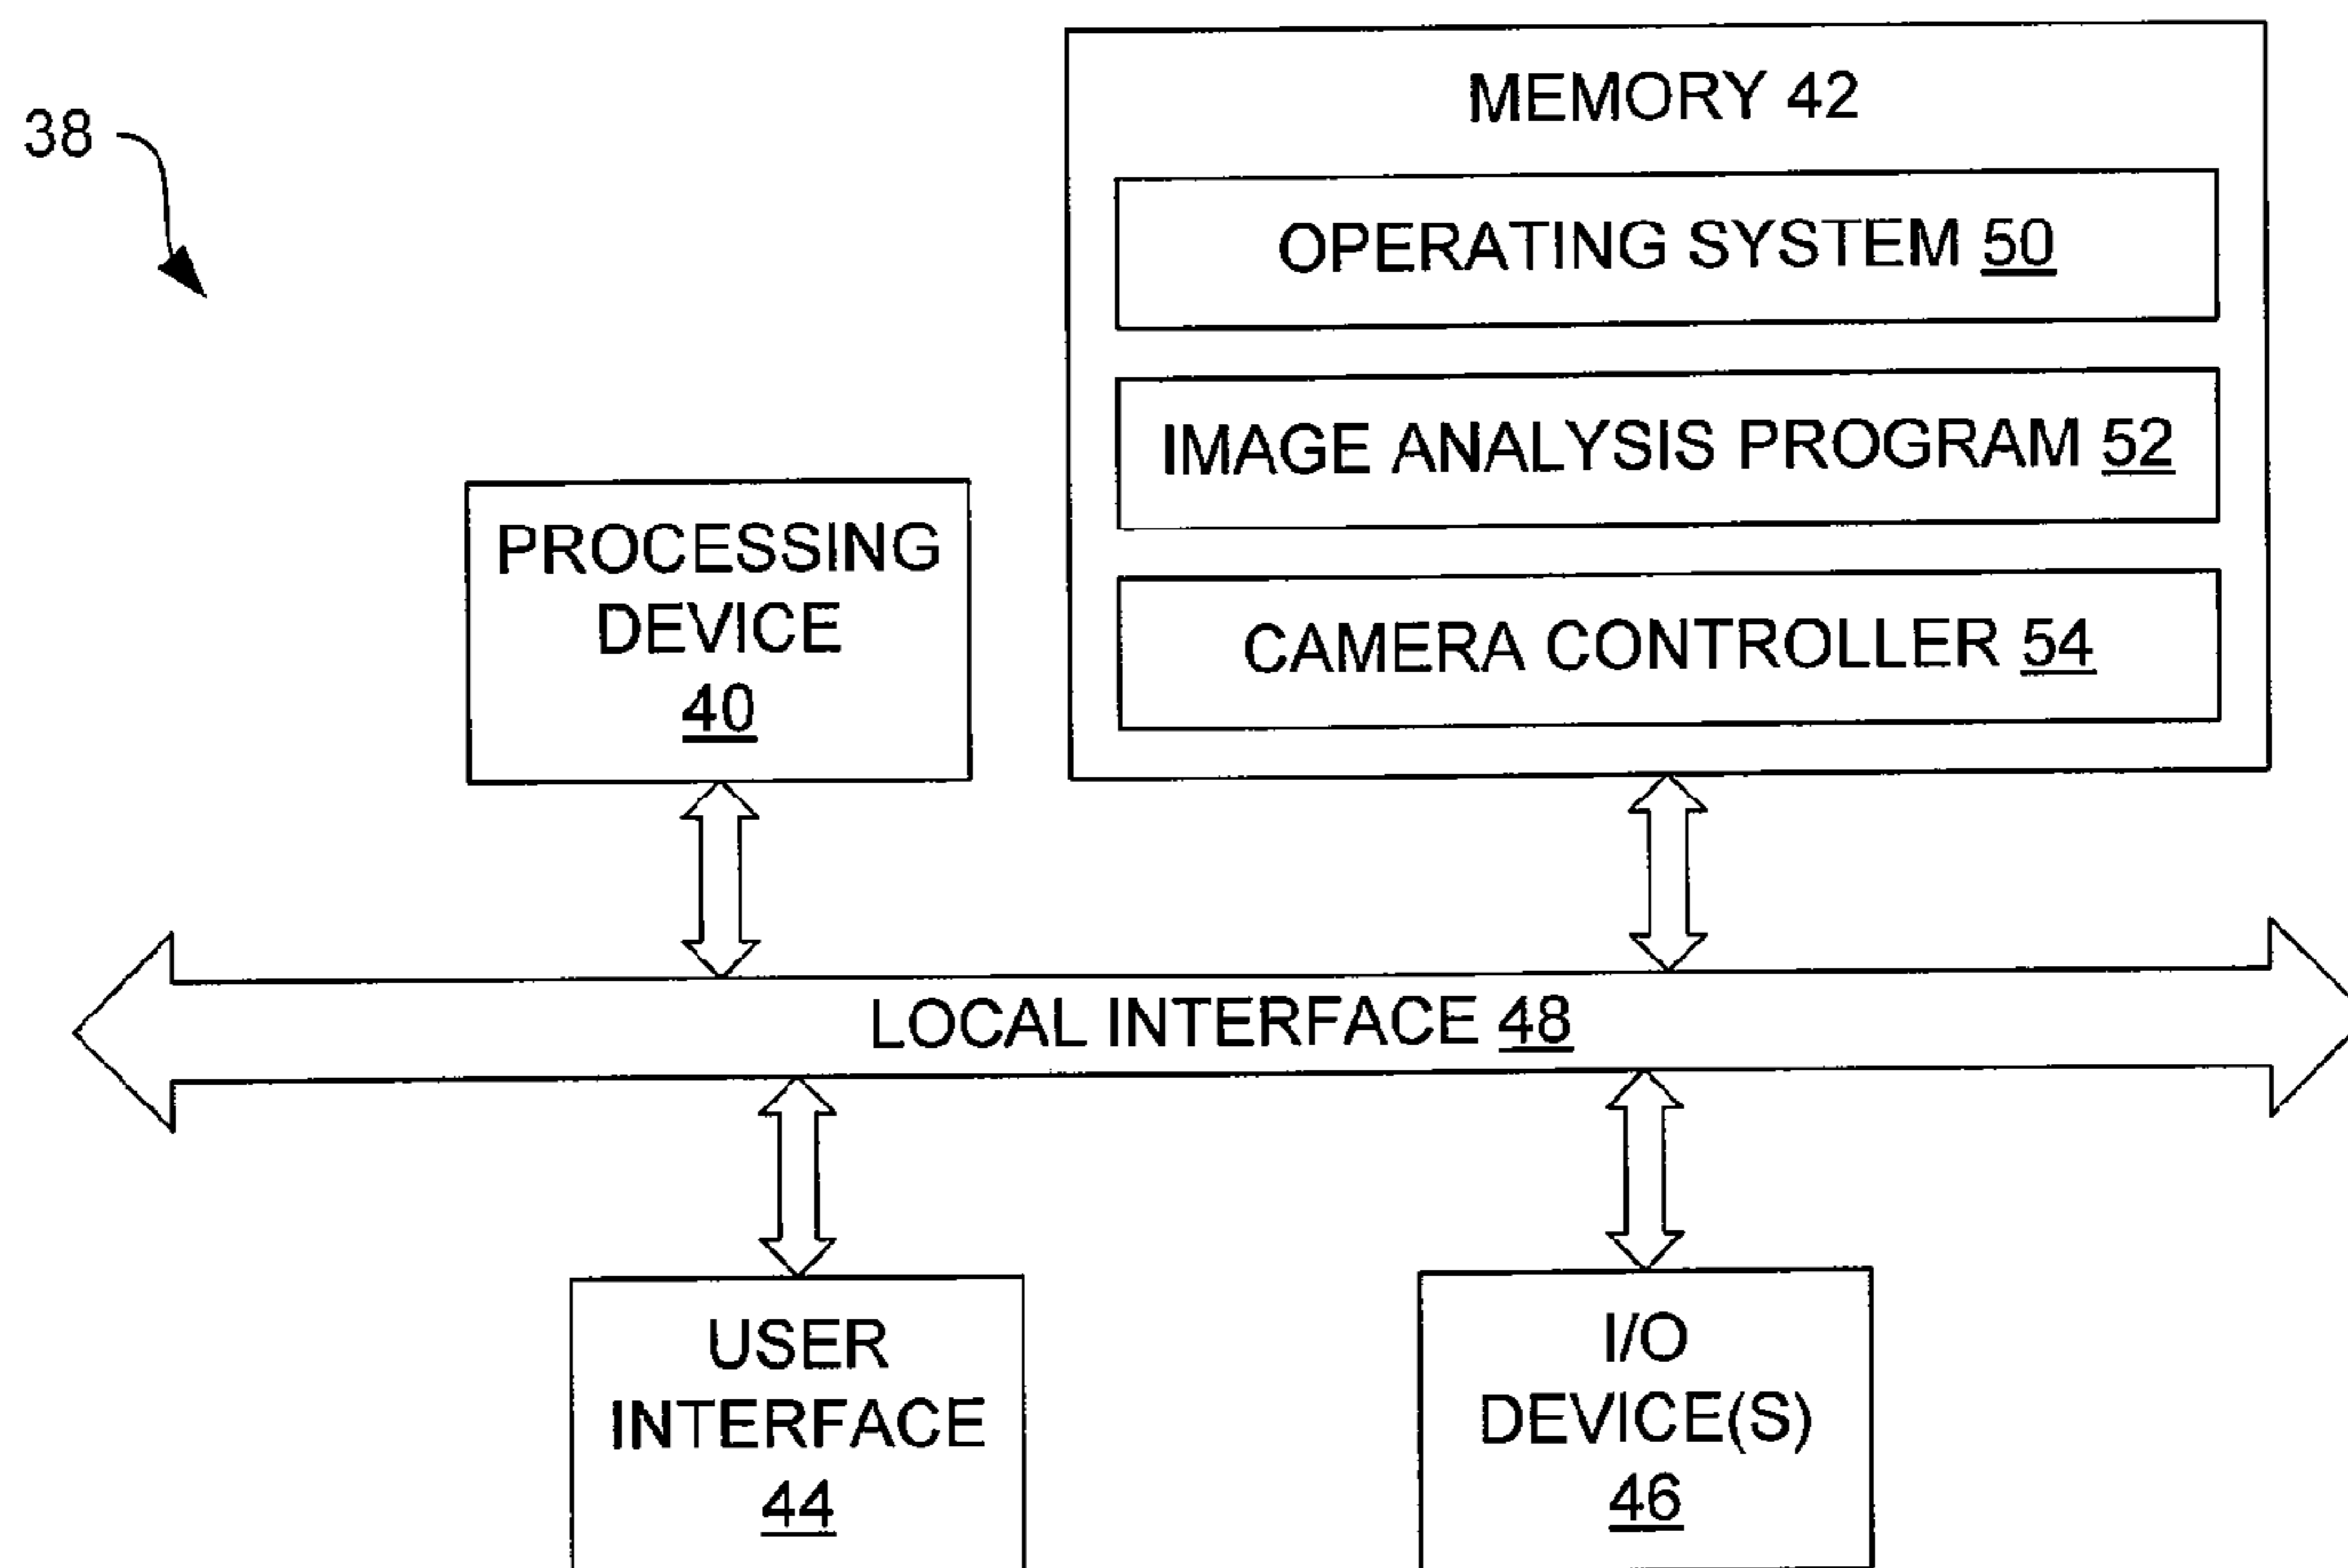 38
MEMORY 42
OPERATING SYSTEM 50
IMAGE ANALYSIS PROGRAM 52
CAMERA CONTROLLER 54
PROCESSING
DEVICE
40
LOCAL INTERFACE 48
USER
INTERFACE
44
I/O
DEVICE(S)
46